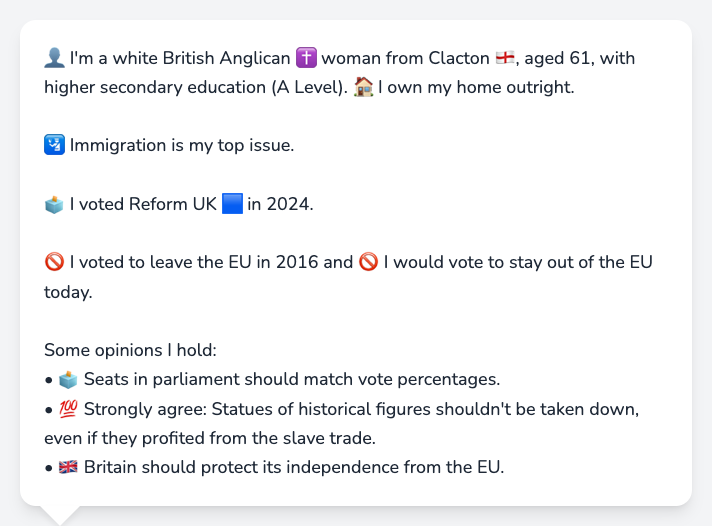 👤 I'm a white British Anglican ✝️ woman from Clacton 🏴󠁧󠁢󠁥󠁮󠁧󠁿, aged 61, with
higher secondary education (A Level). 🏠 I own my home outright.
🛂 Immigration is my top issue.
🗳️ I voted Reform UK 🟦 in 2024.
🚫 I voted to leave the EU in 2016 and 🚫 I would vote to stay out of the EU
today.
Some opinions I hold:
• 🗳️ Seats in parliament should match vote percentages.
• 💯 Strongly agree: Statues of historical figures shouldn't be taken down,
even if they profited from the slave trade.
• 🇬🇧 Britain should protect its independence from the EU.